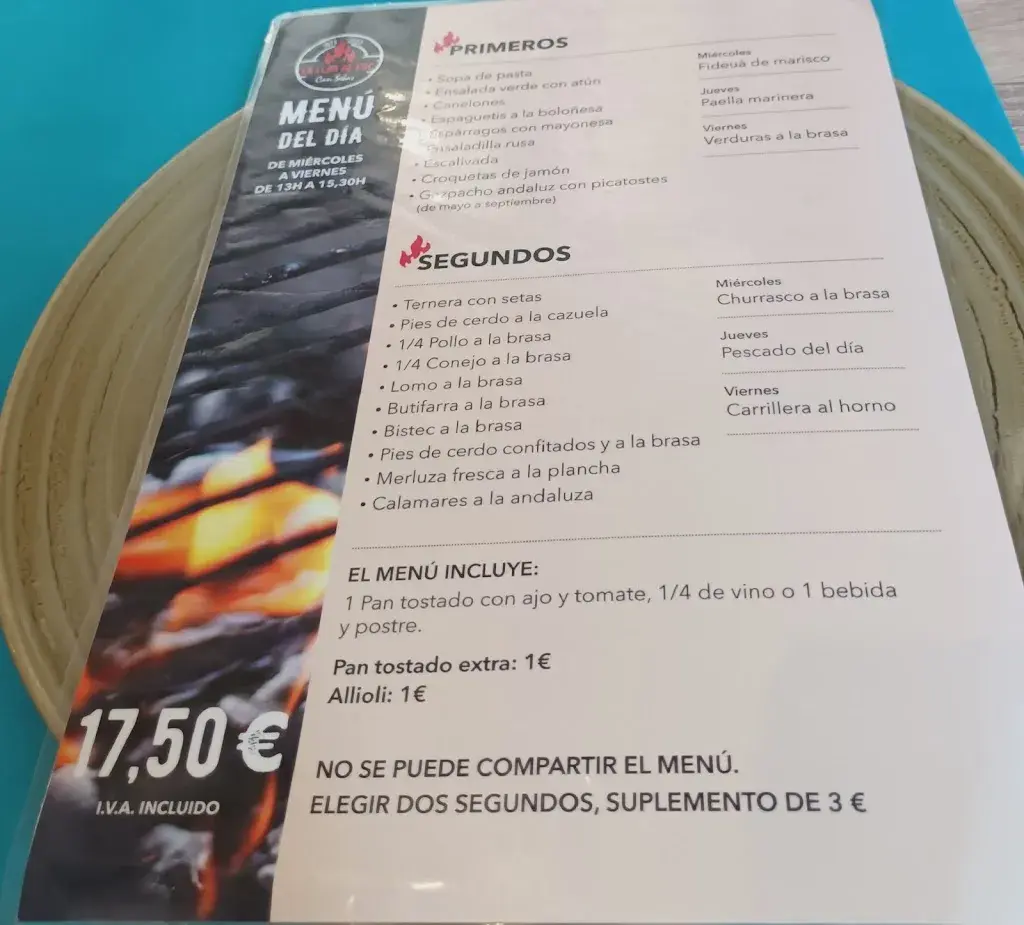 MENÚ
DEL DÍA
DE MIÉRCOLES
A VIERNES
DE 13H A 15,30H
PRIMEROS
• Sopa de pasta
• Ensalada verde con atún
• Canelones
• Espaguetis a la boloñesa
• Espárragos con mayonesa
• Ensaladilla rusa
• Escalivada
• Croquetas de jamón
• Gazpacho andaluz con picatostes
(de mayo a septiembre)
Miércoles
Fideuá de marisco
Jueves
Paella marinera
Viernes
Verduras a la brasa
SEGUNDOS
• Ternera con setas
• Pies de cerdo a la cazuela
• 1/4 Pollo a la brasa
• 1/4 Conejo a la brasa
• Lomo a la brasa
• Butifarra a la brasa
• Bistec a la brasa
• Pies de cerdo confitados y a la brasa
• Merluza fresca a la plancha
• Calamares a la andaluza
Miércoles
Churrasco a la brasa
Jueves
Pescado del día
Viernes
Carrillera al horno
EL MENÚ INCLUYE:
1 Pan tostado con ajo y tomate, 1/4 de vino o 1 bebida
y postre.
Pan tostado extra: 1€
Allioli: 1€
17,50 €
I.V.A. INCLUIDO
NO SE PUEDE COMPARTIR EL MENÚ.
ELEGIR DOS SEGUNDOS, SUPLEMENTO DE 3 €